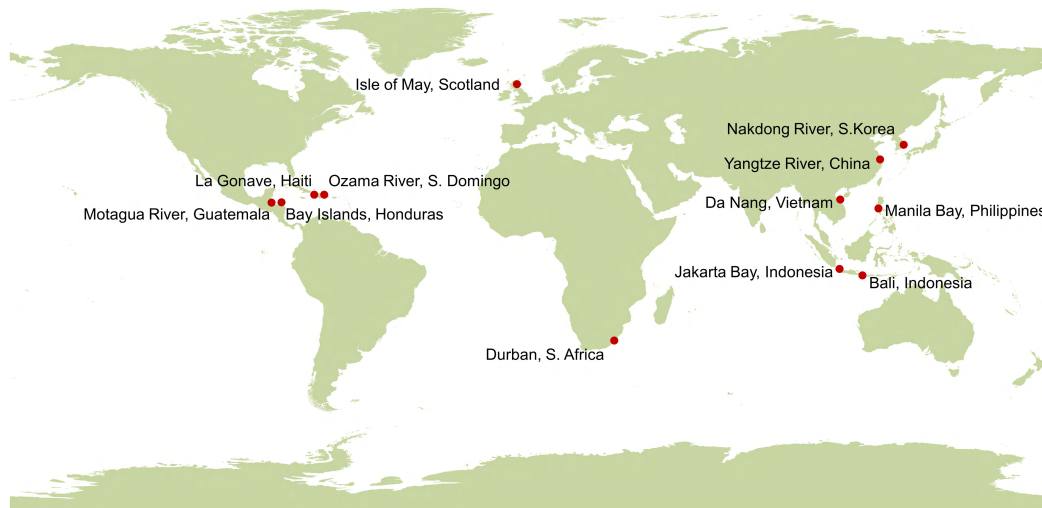 Isle of May, Scotland
Nakdong River, S.Korea
Yangtze River, China
La Gonave, Haiti
Ozama River, S. Domingo
Da Nang, Vietnam
Manila Bay, Philippines
Motagua River, Guatemala
Bay Islands, Honduras
Jakarta Bay, Indonesia
Bali, Indonesia
Durban, S. Africa